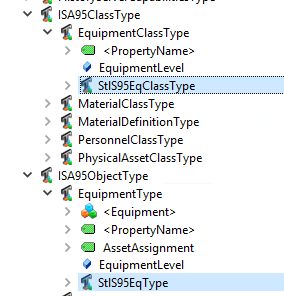 ISA95ClassType
EquipmentClassType
<PropertyName>
EquipmentLevel
StIS95EqClassType
MaterialClassType
MaterialDefinitionType
PersonnelClassType
PhysicalAssetClassType
ISA95ObjectType
EquipmentType
<Equipment>
<PropertyName>
AssetAssignment
EquipmentLevel
StIS95EqType